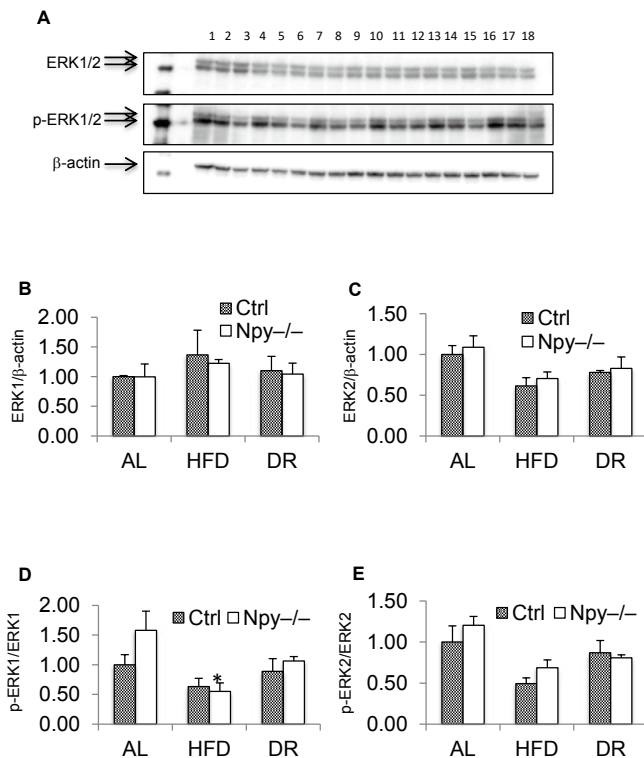 A
1 2 3 4 5 6 7 8 9 10 11 12 13 14 15 16 17 18
ERK1/2
p-ERK1/2
β-actin
B
ERK1/β-actin
2.00
1.50
1.00
0.50
0.00
Ctrl
Npy−/−
AL HFD DR
C
ERK2/β-actin
1.50
1.00
0.50
0.00
Ctrl
Npy−/−
AL HFD DR
D
p-ERK1/ERK1
2.00
1.50
1.00
0.50
0.00
Ctrl Npy−/−
*
AL HFD DR
E
p-ERK2/ERK2
1.50
1.00
0.50
0.00
Ctrl Npy−/−
AL HFD DR